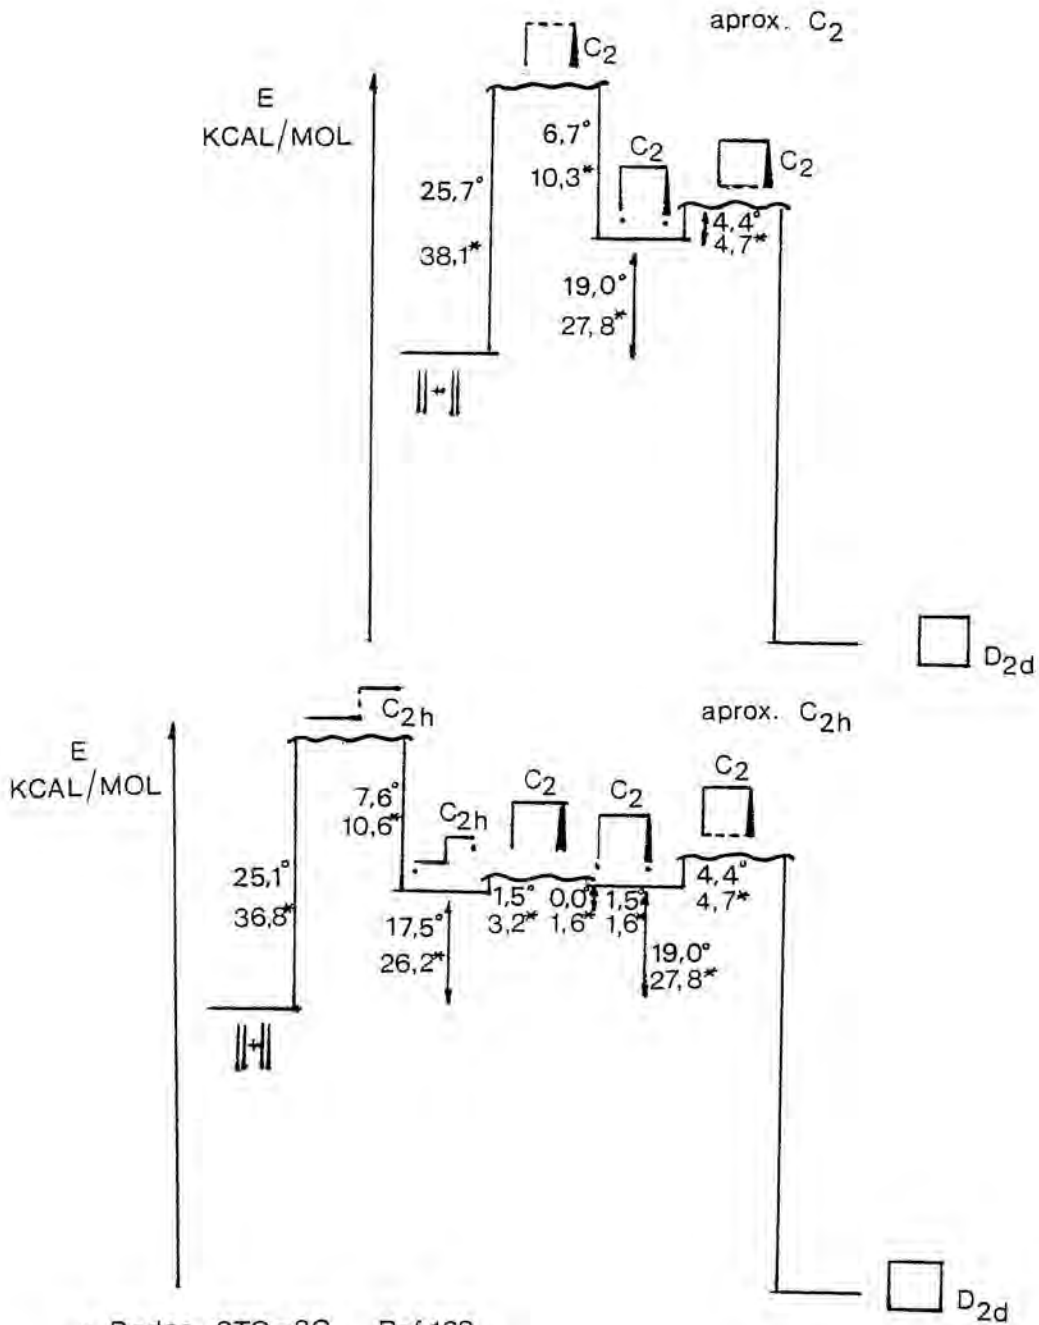 aprox. C2
C2
E
KCAL/MOL
6,7°
10,3*
C2
C2
25,7°
38,1*
4,4°
4,7*
19,0°
27,8*
+
D2d
C2h
aprox. C2h
E
KCAL/MOL
C2
C2
C2
7,6°
10,6*
C2h
25,1°
36,8*
1,5° 0,0° 1,5°
3,2* 1,6* 1,6*
4,4°
4,7*
17,5°
26,2*
19,0°
27,8*
+
D2d